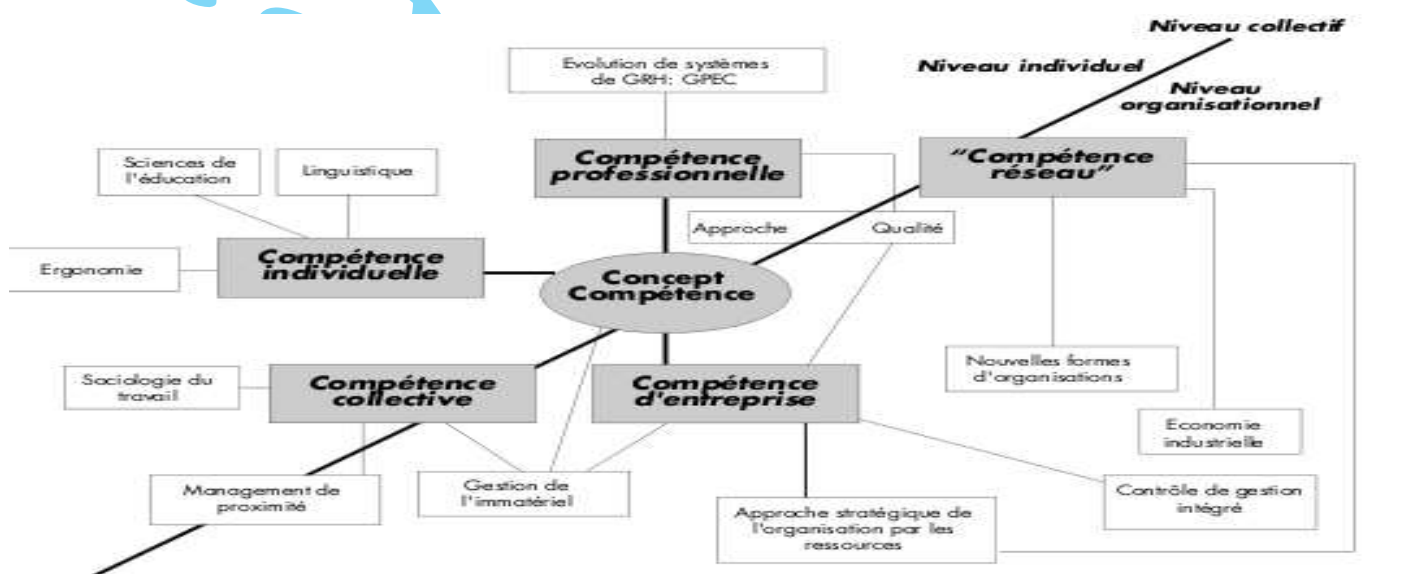 Niveau collectif
Niveau individuel
Niveau
organisationnel
Evolution de systèmes
de GRH: GPEC
Compétence
professionnelle
"Compétence
réseau"
Sciences de
l'éducation
Linguistique
Approche Qualité
Compétence
individuelle
Ergonomie
Concept
Compétence
Nouvelles formes
d'organisations
Sociologie du
travail
Compétence
collective
Compétence
d'entreprise
Economie
industrielle
Management de
proximité
Gestion de
l'immatériel
Approche stratégique de
l'organisation par les
ressources
Contrôle de gestion
intégré